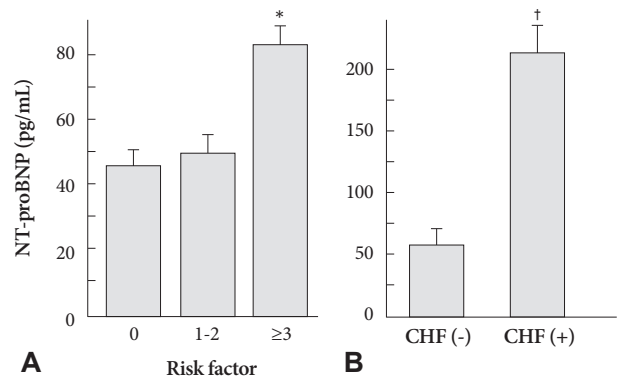 NT-proBNP (pg/mL)
80
60
40
20
0
*
0 1-2 ≥3
Risk factor
A
200
150
100
50
0
†
CHF (-) CHF (+)
B